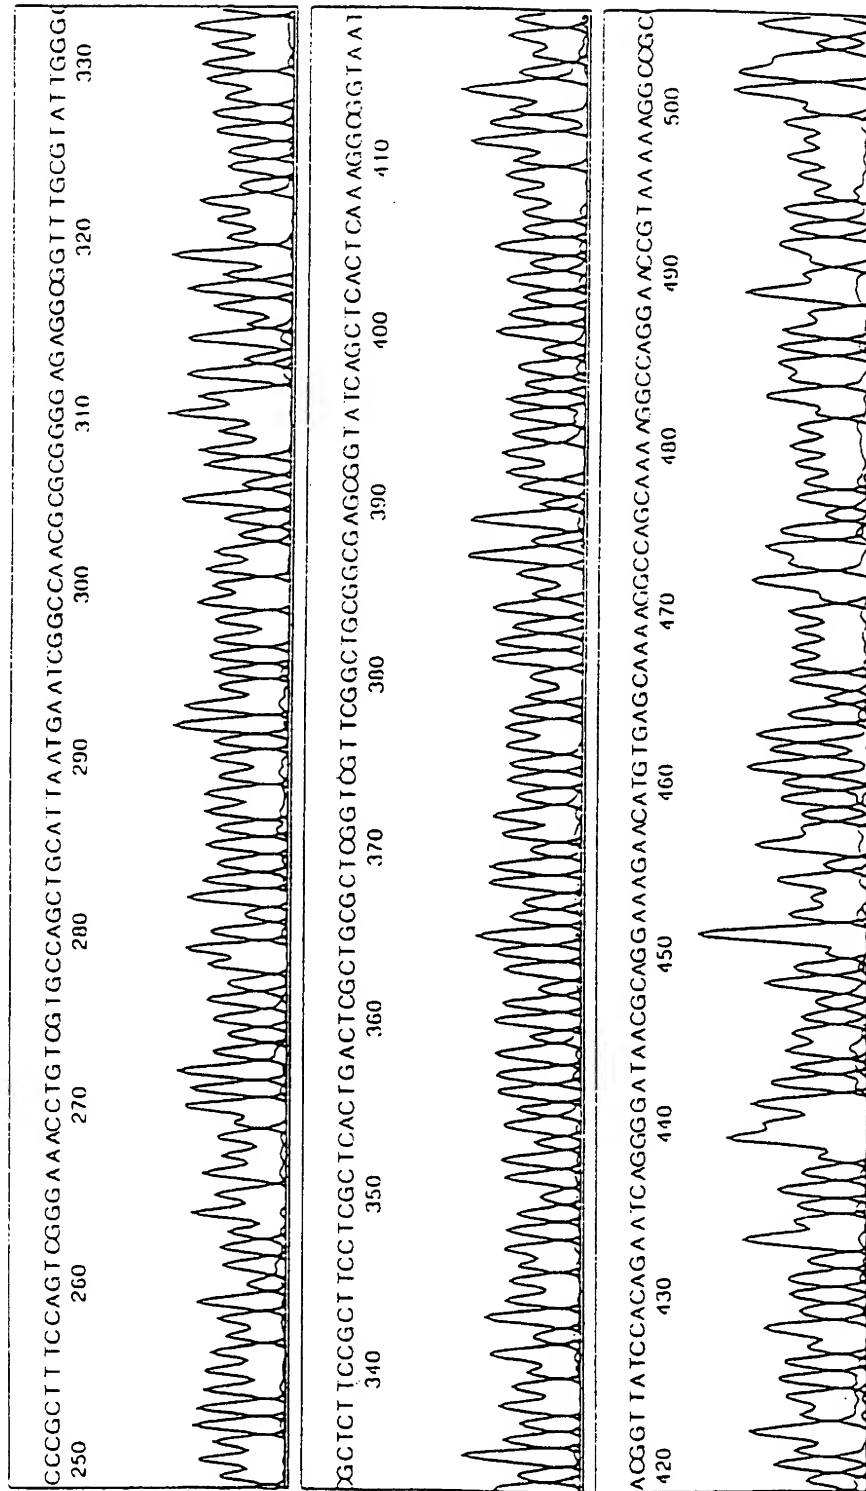 CCCGCTTTCCAGTCGGGAAACCTGTCGTGCCAGCTGCATTAATGAATCGGCCAACGCGCGGGGAGAGGCGGTTTGCGTATTGGGC
250 260 270 280 290 300 310 320 330
CGCTCTTCCGCTTCCTCGCTCACTGACTCGCTGCGCTCGGTCGTTCGGCTGCGGCGAGCGGTATCAGCTCACTCAAAGGCGGTAAT
340 350 360 370 380 390 400 410
ACGGTTATCCACAGAATCAGGGGATAACGCAGGAAAGAACATGTGAGCAAAAGGCCAGCAAAAGGCCAGGAACCGTAAAAAGGCCGC
420 430 440 450 460 470 480 490 500